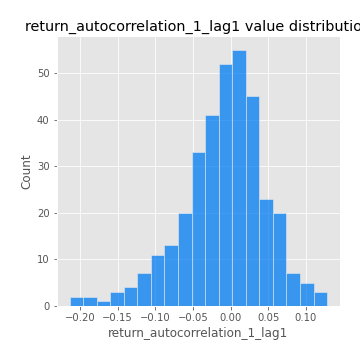 return_autocorrelation_1_lag1 value distributio
50
40
30
20
10
0
Count
−0.20 −0.15 −0.10 −0.05 0.00 0.05 0.10
return_autocorrelation_1_lag1